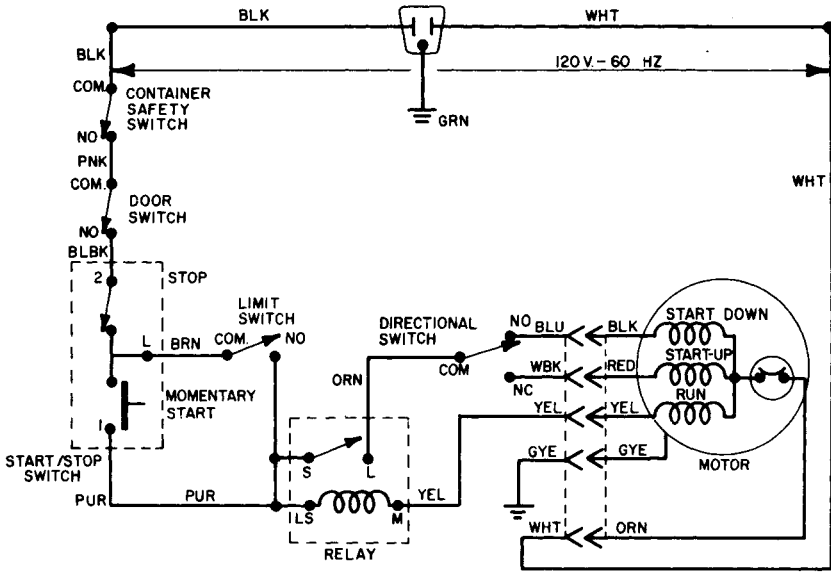 BLK
WHT
BLK
120 V. - 60 HZ
COM.
CONTAINER
SAFETY
SWITCH
GRN
NO
PNK
COM.
WHT
DOOR
SWITCH
NO
BLBK
2
STOP
LIMIT
SWITCH
L
BRN
COM.
NO
DIRECTIONAL
SWITCH
NO
BLU
BLK
START DOWN
COM
WBK
RED
START-UP
NC
ORN
MOMENTARY
START
YEL
YEL
RUN
1
START/STOP
SWITCH
S
L
GYE
GYE
MOTOR
PUR
PUR
LS
M
YEL
WHT
ORN
RELAY